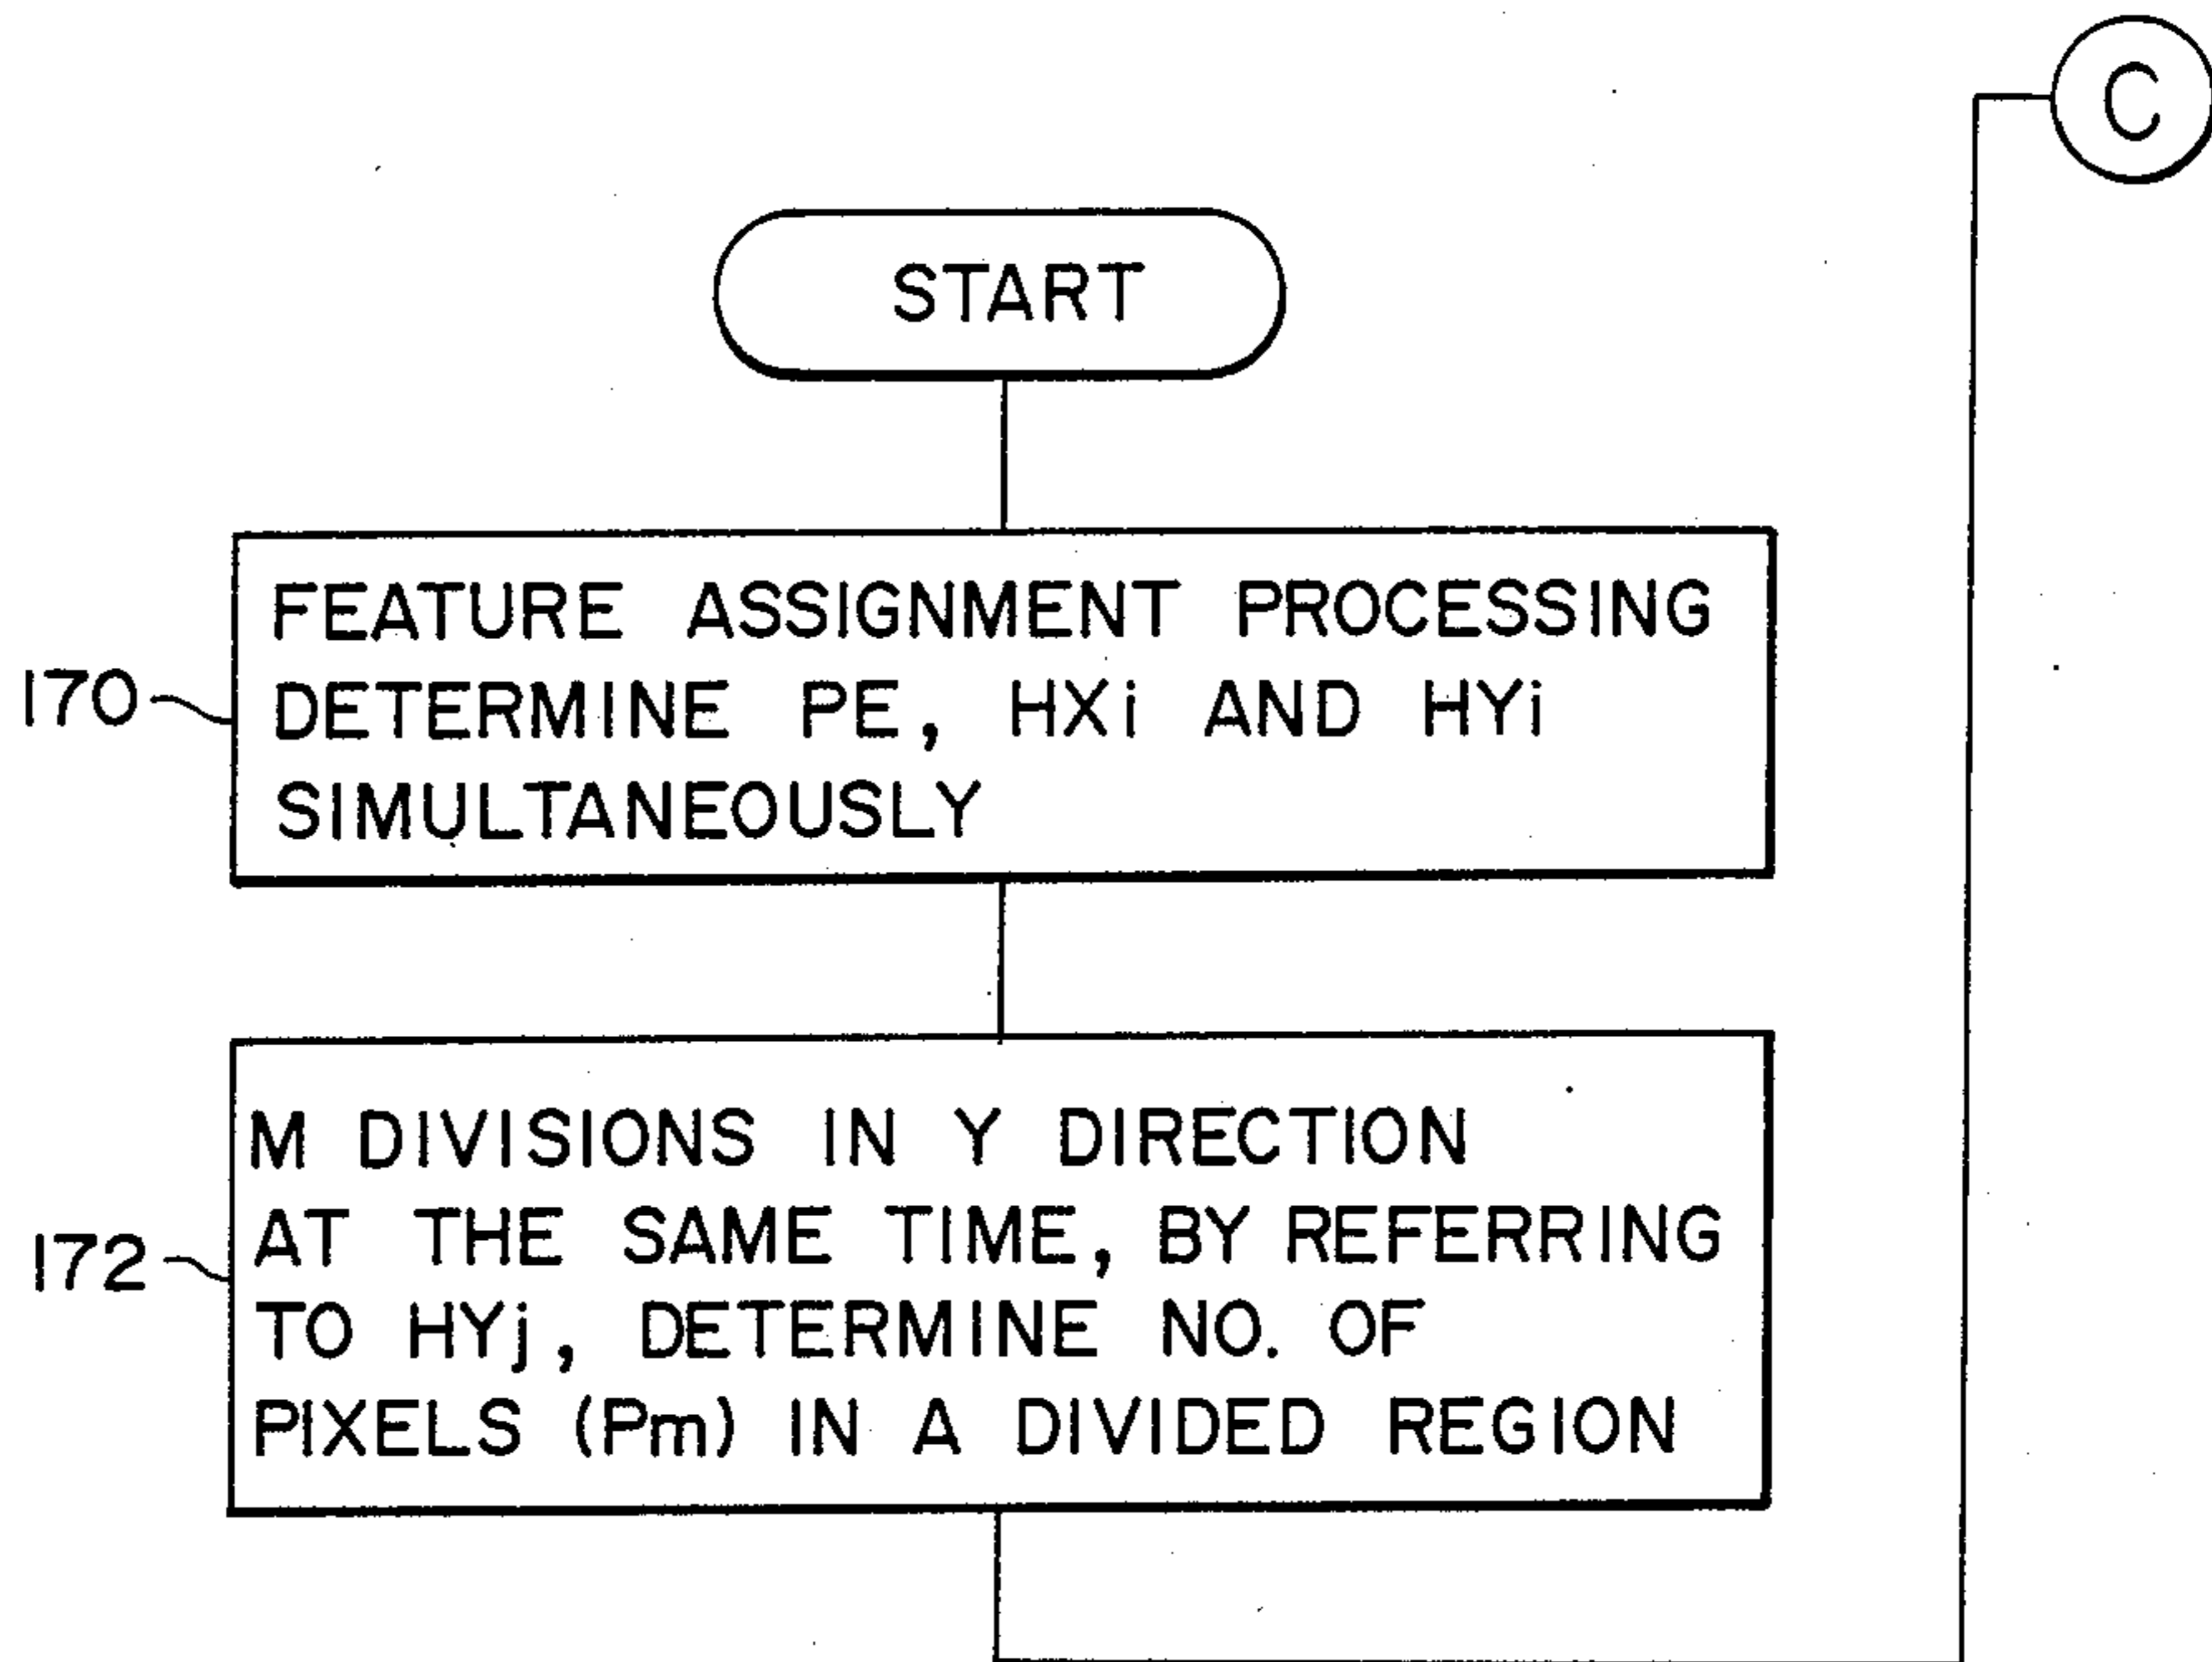 C
START
FEATURE ASSIGNMENT PROCESSING
DETERMINE PE, HXi AND HYi
SIMULTANEOUSLY
170
M DIVISIONS IN Y DIRECTION
AT THE SAME TIME, BY REFERRING
TO HYj, DETERMINE NO. OF
PIXELS (Pm) IN A DIVIDED REGION
172